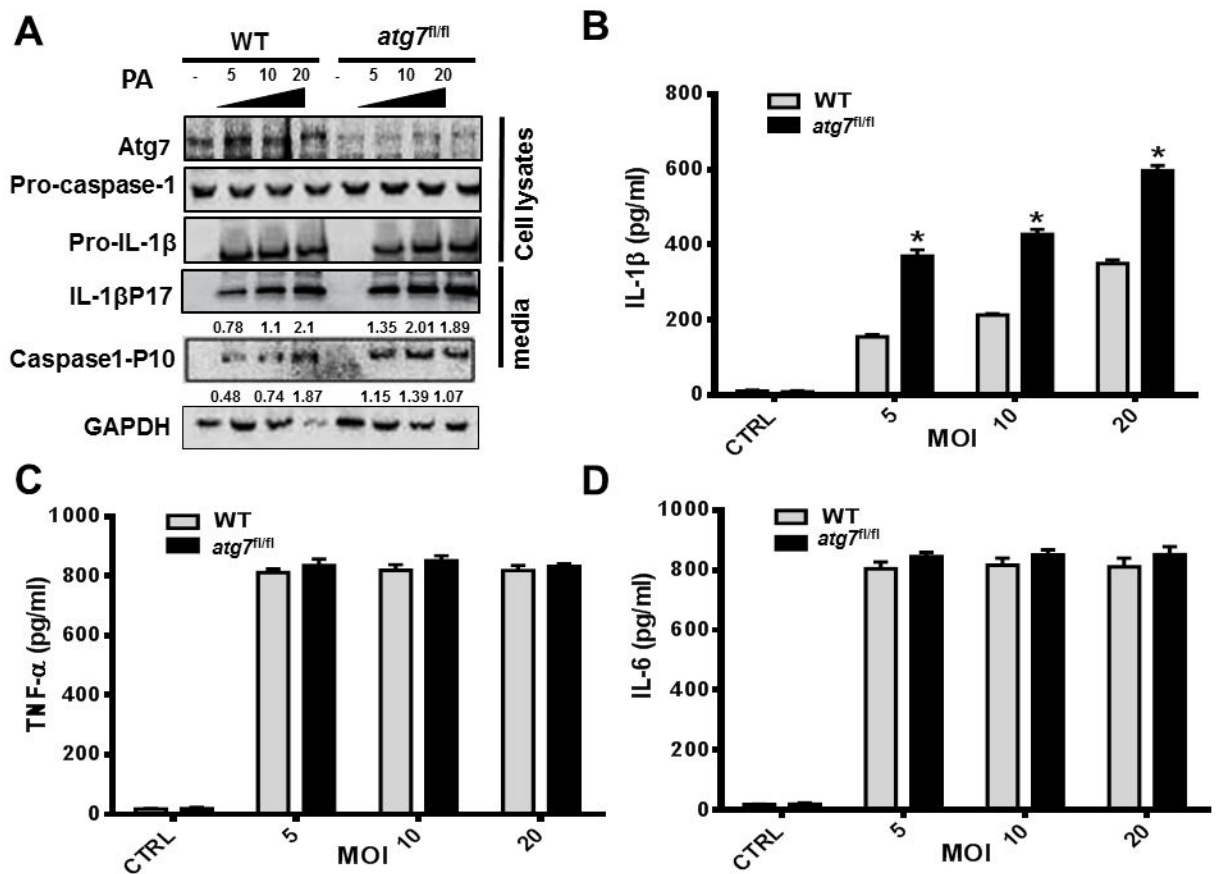 A
WT atg7fl/fl
PA - 5 10 20 - 5 10 20
Atg7
Pro-caspase-1
Pro-IL-1β
IL-1βP17
0.78 1.1 2.1 1.35 2.01 1.89
Caspase1-P10
0.48 0.74 1.87 1.15 1.39 1.07
GAPDH
Cell lysates
media
B
WT
atg7fl/fl
IL-1β (pg/ml)
800
600
400
200
0
* * *
CTRL 5 10 20
MOI
C
WT
atg7fl/fl
TNF-α (pg/ml)
1000
800
600
400
200
0
CTRL 5 10 20
MOI
D
WT
atg7fl/fl
IL-6 (pg/ml)
1000
800
600
400
200
0
CTRL 5 10 20
MOI